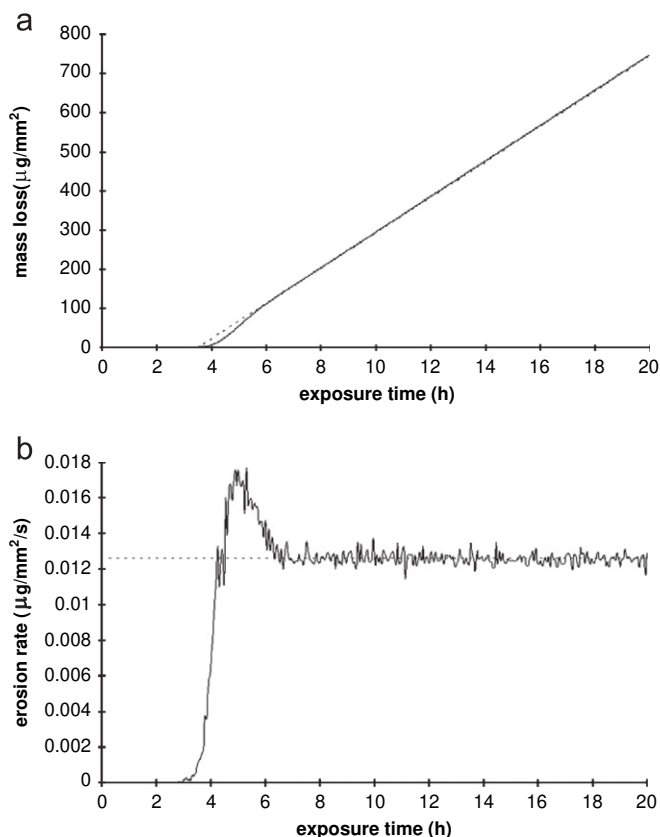 a
800
700
600
500
400
300
200
100
0
mass loss(µg/mm²)
0 2 4 6 8 10 12 14 16 18 20
exposure time (h)
b
0.018
0.016
0.014
0.012
0.01
0.008
0.006
0.004
0.002
0
erosion rate (µg/mm²/s)
0 2 4 6 8 10 12 14 16 18 20
exposure time (h)